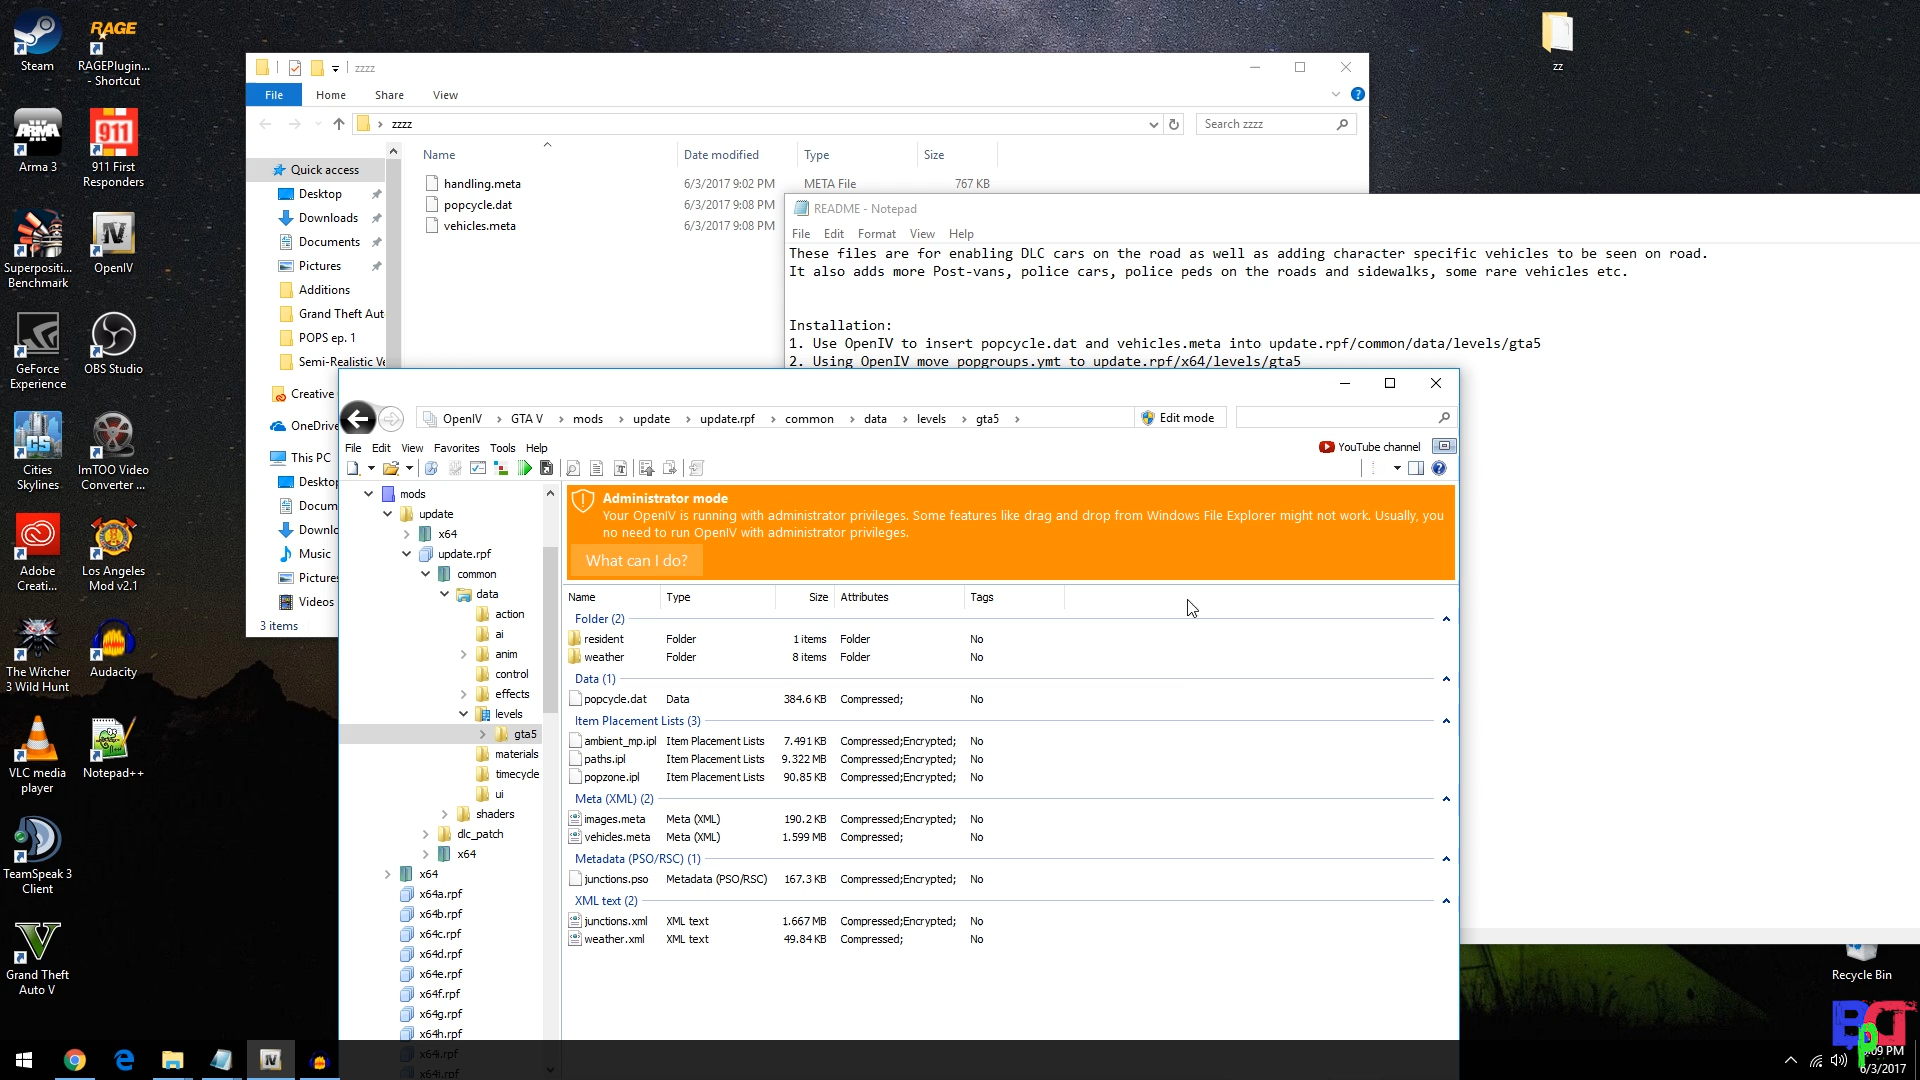 Steam
RAGE
RAGEPlugin...
- Shortcut
Arma 3
911
911 First
Responders
Superpositi...
Benchmark
OpenIV
GeForce
Experience
OBS Studio
Cities
Skylines
ImTOO Video
Converter ...
Adobe
Creati...
Los Angeles
Mod v2.1
The Witcher
3 Wild Hunt
Audacity
VLC media
player
Notepad++
TeamSpeak 3
Client
Grand Theft
Auto V
zz
Recycle Bin
zzzz
File Home Share View
zzzz
Search zzzz
Quick access
Desktop
Downloads
Documents
Pictures
Additions
Grand Theft Aut
POPS ep. 1
Semi-Realistic Ve
Creative
OneDrive
This PC
Desktop
Docum
Downlc
Music
Pictures
Videos
3 items
Name Date modified Type Size
handling.meta 6/3/2017 9:02 PM META File 767 KB
popcycle.dat 6/3/2017 9:08 PM
vehicles.meta 6/3/2017 9:08 PM
README - Notepad
File Edit Format View Help
These files are for enabling DLC cars on the road as well as adding character specific vehicles to be seen on road.
It also adds more Post-vans, police cars, police peds on the roads and sidewalks, some rare vehicles etc.
Installation:
1. Use OpenIV to insert popcycle.dat and vehicles.meta into update.rpf/common/data/levels/gta5
2. Using OpenIV move popgroups.ymt to update.rpf/x64/levels/gta5
OpenIV GTA V mods update update.rpf common data levels gta5
Edit mode
File Edit View Favorites Tools Help
YouTube channel
mods
update
x64
update.rpf
common
data
action
ai
anim
control
effects
levels
gta5
materials
timecycle
ui
shaders
dlc_patch
x64
x64
x64a.rpf
x64b.rpf
x64c.rpf
x64d.rpf
x64e.rpf
x64f.rpf
x64g.rpf
x64h.rpf
x64i.rpf
x64j.rpf
Administrator mode
Your OpenIV is running with administrator privileges. Some features like drag and drop from Windows File Explorer might not work. Usually, you
no need to run OpenIV with administrator privileges.
What can I do?
Name Type Size Attributes Tags
Folder (2)
resident Folder 1 items Folder No
weather Folder 8 items Folder No
Data (1)
popcycle.dat Data 384.6 KB Compressed; No
Item Placement Lists (3)
ambient_mp.ipl Item Placement Lists 7.491 KB Compressed;Encrypted; No
paths.ipl Item Placement Lists 9.322 MB Compressed;Encrypted; No
popzone.ipl Item Placement Lists 90.85 KB Compressed;Encrypted; No
Meta (XML) (2)
images.meta Meta (XML) 190.2 KB Compressed;Encrypted; No
vehicles.meta Meta (XML) 1.599 MB Compressed; No
Metadata (PSO/RSC) (1)
junctions.pso Metadata (PSO/RSC) 167.3 KB Compressed;Encrypted; No
XML text (2)
junctions.xml XML text 1.667 MB Compressed;Encrypted; No
weather.xml XML text 49.84 KB Compressed; No
:09 PM
6/3/2017